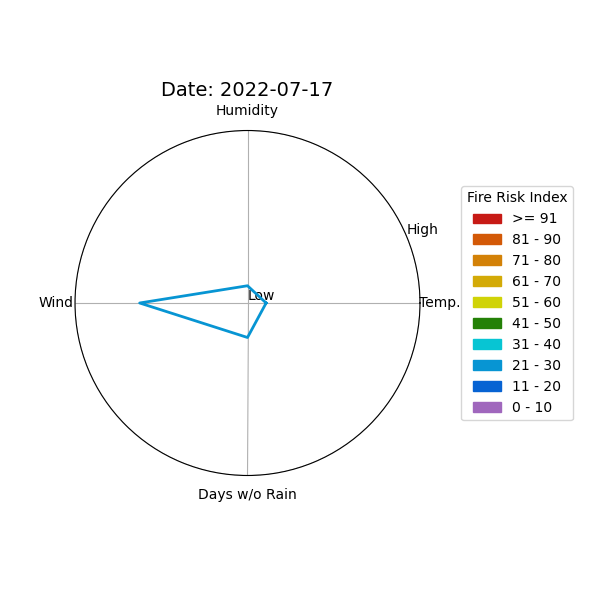 Date: 2022-07-17
Humidity
High
Low
Wind
Temp.
Days w/o Rain
Fire Risk Index
>= 91
81 - 90
71 - 80
61 - 70
51 - 60
41 - 50
31 - 40
21 - 30
11 - 20
0 - 10